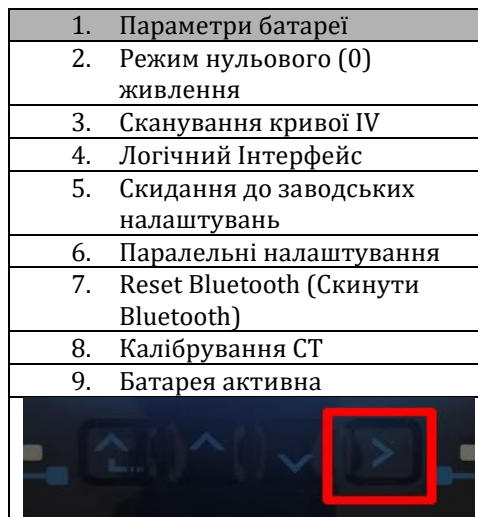 1. Параметри батареї
2. Режим нульового (0)
живлення
3. Сканування кривої IV
4. Логічний Інтерфейс
5. Скидання до заводських
налаштувань
6. Паралельні налаштування
7. Reset Bluetooth (Скинути
Bluetooth)
8. Калібрування СТ
9. Батарея активна